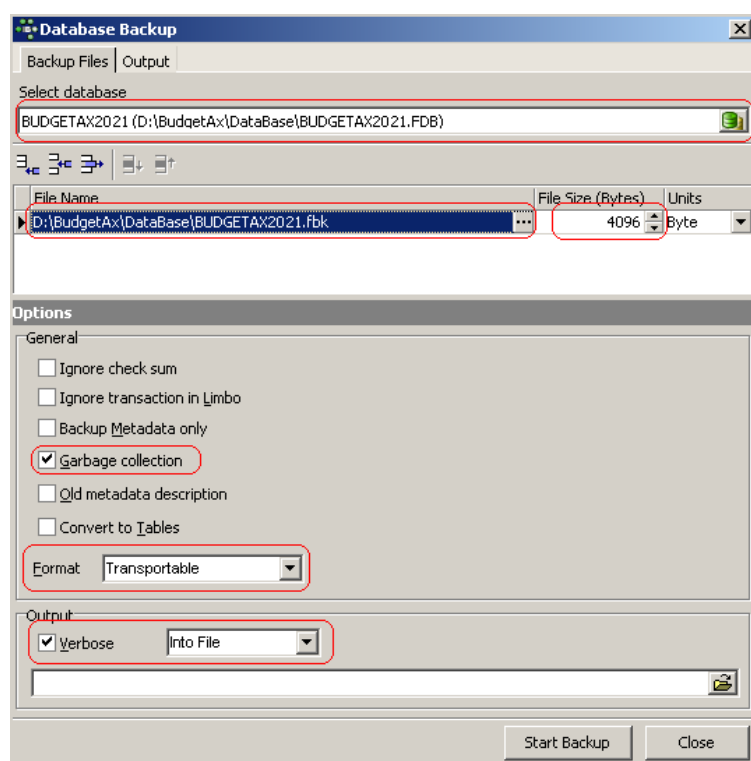 Database Backup
Backup Files Output
Select database
BUDGETAX2021 (D:\BudgetAx\DataBase\BUDGETAX2021.FDB)
File Name File Size (Bytes) Units
D:\BudgetAx\DataBase\BUDGETAX2021.fbk ... 4096 Byte
Options
General
Ignore check sum
Ignore transaction in Limbo
Backup Metadata only
Garbage collection
Old metadata description
Convert to Tables
Format Transportable
Output
Verbose Into File
Start Backup Close